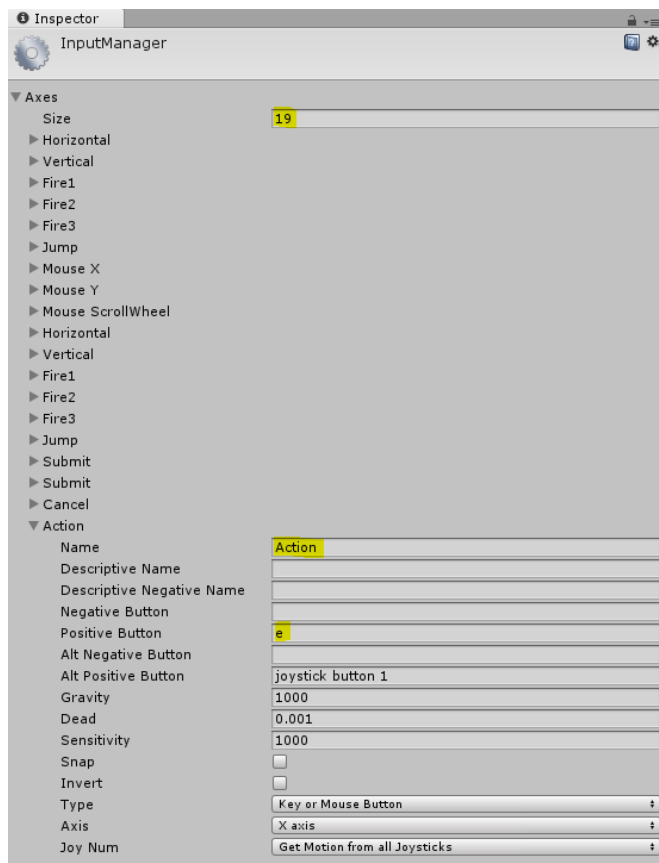 Inspector
InputManager
Axes
Size 19
Horizontal
Vertical
Fire1
Fire2
Fire3
Jump
Mouse X
Mouse Y
Mouse ScrollWheel
Horizontal
Vertical
Fire1
Fire2
Fire3
Jump
Submit
Submit
Cancel
Action
Name Action
Descriptive Name
Descriptive Negative Name
Negative Button
Positive Button e
Alt Negative Button
Alt Positive Button joystick button 1
Gravity 1000
Dead 0.001
Sensitivity 1000
Snap
Invert
Type Key or Mouse Button
Axis X axis
Joy Num Get Motion from all Joysticks